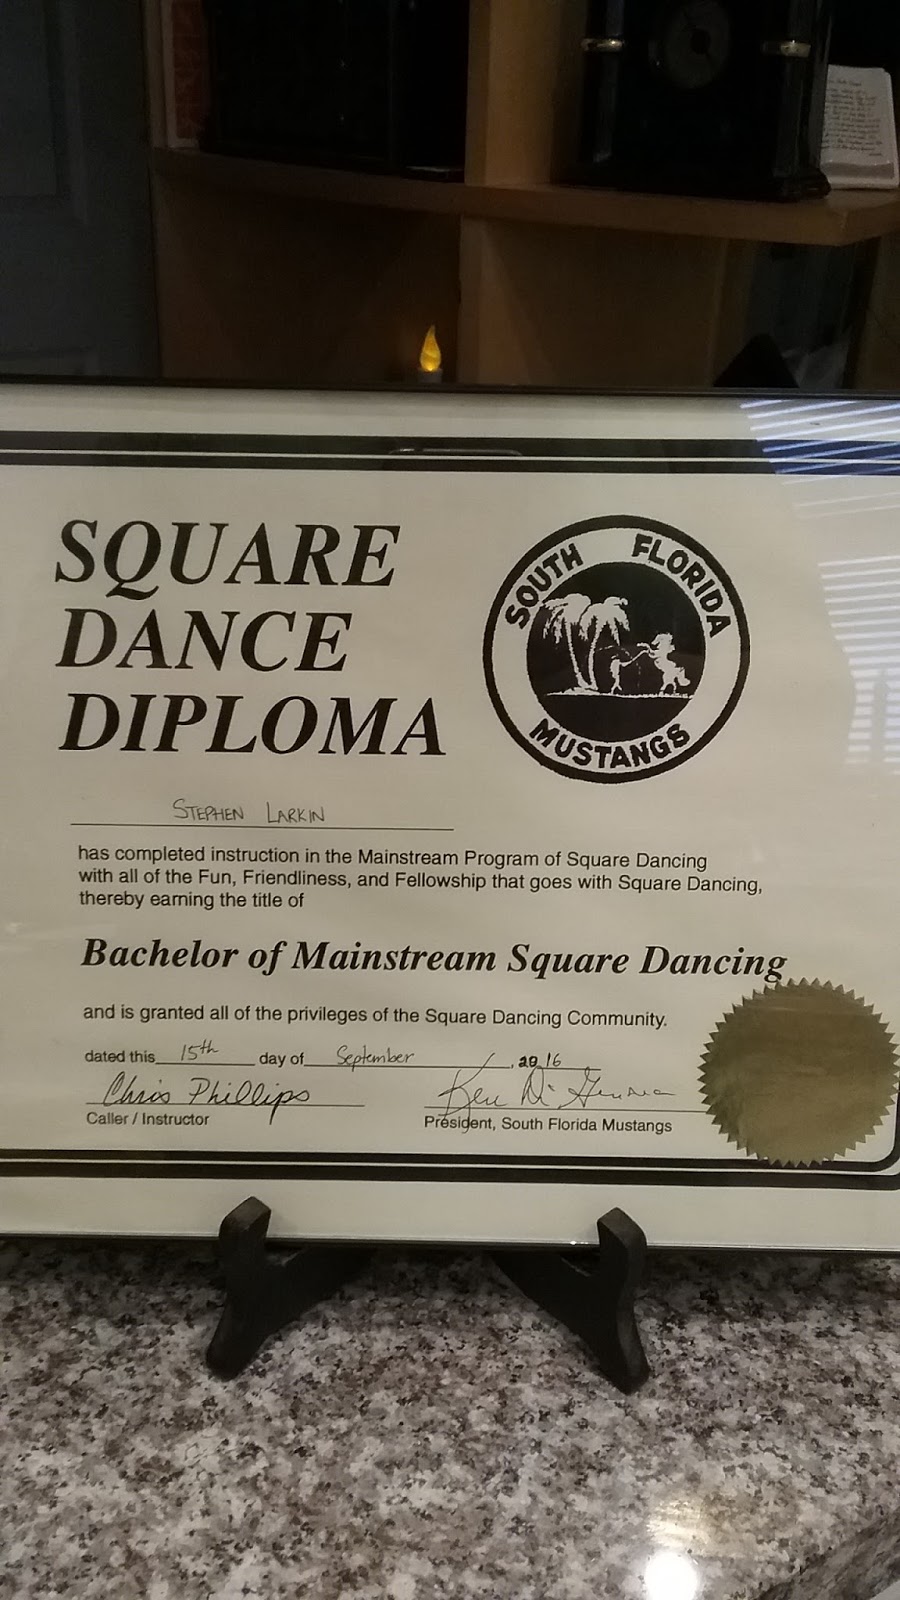 SQUARE
DANCE
DIPLOMA
SOUTH FLORIDA
MUSTANGS
STEPHEN LARKIN
has completed instruction in the Mainstream Program of Square Dancing
with all of the Fun, Friendliness, and Fellowship that goes with Square Dancing,
thereby earning the title of
Bachelor of Mainstream Square Dancing
and is granted all of the privileges of the Square Dancing Community.
dated this 15th day of September, 2016
Chris Phillips
Caller / Instructor
President, South Florida Mustangs